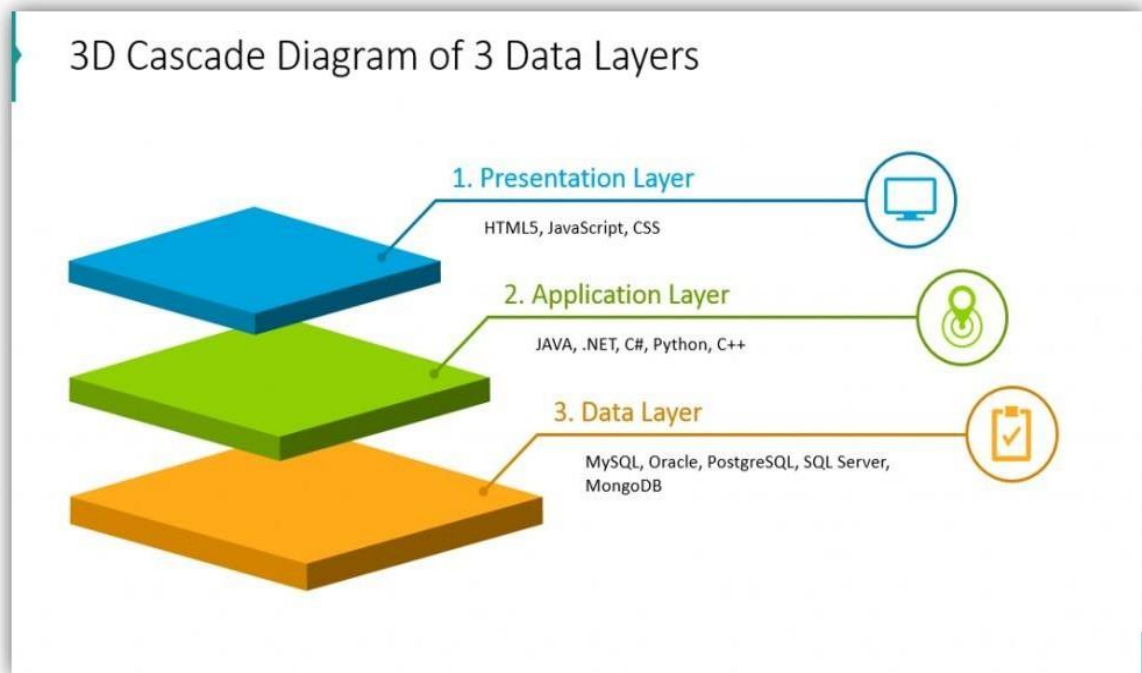 3D Cascade Diagram of 3 Data Layers
1. Presentation Layer
HTML5, JavaScript, CSS
2. Application Layer
JAVA, .NET, C#, Python, C++
3. Data Layer
MySQL, Oracle, PostgreSQL, SQL Server,
MongoDB